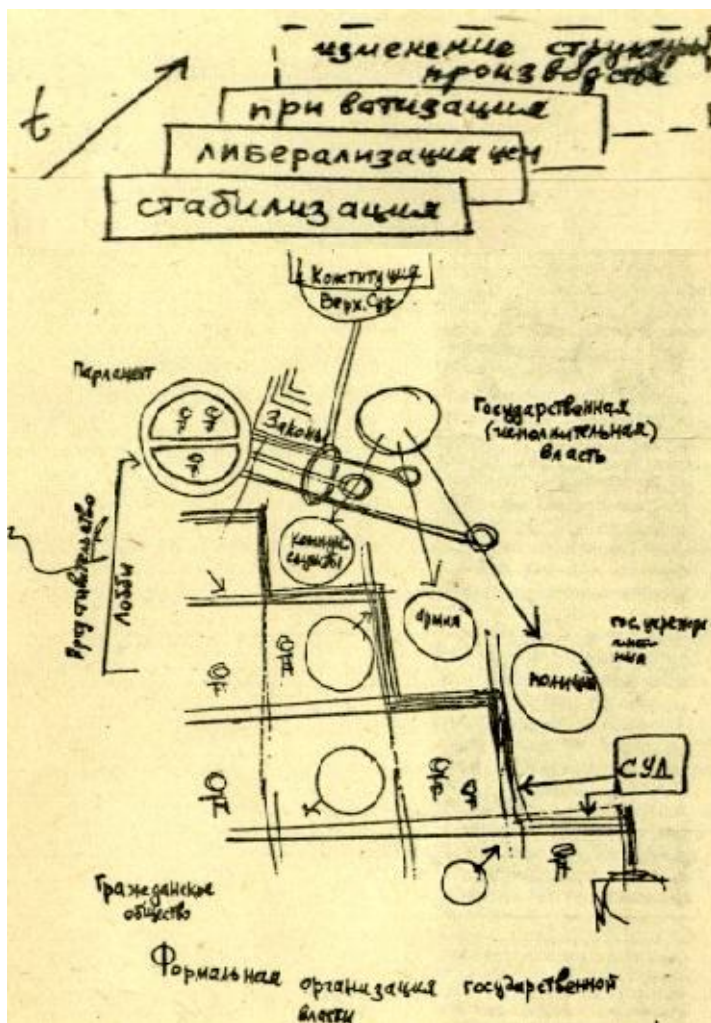 изменение структуры
производства
t
приватизация
либерализация цен
стабилизация
Конституция
Верх. Суд
Парламент
Законы
Государственная
(исполнительная)
власть
Лобби
службы
армия
полиция
СУД
Гражданское
общество
Формальная организация государственной
власти